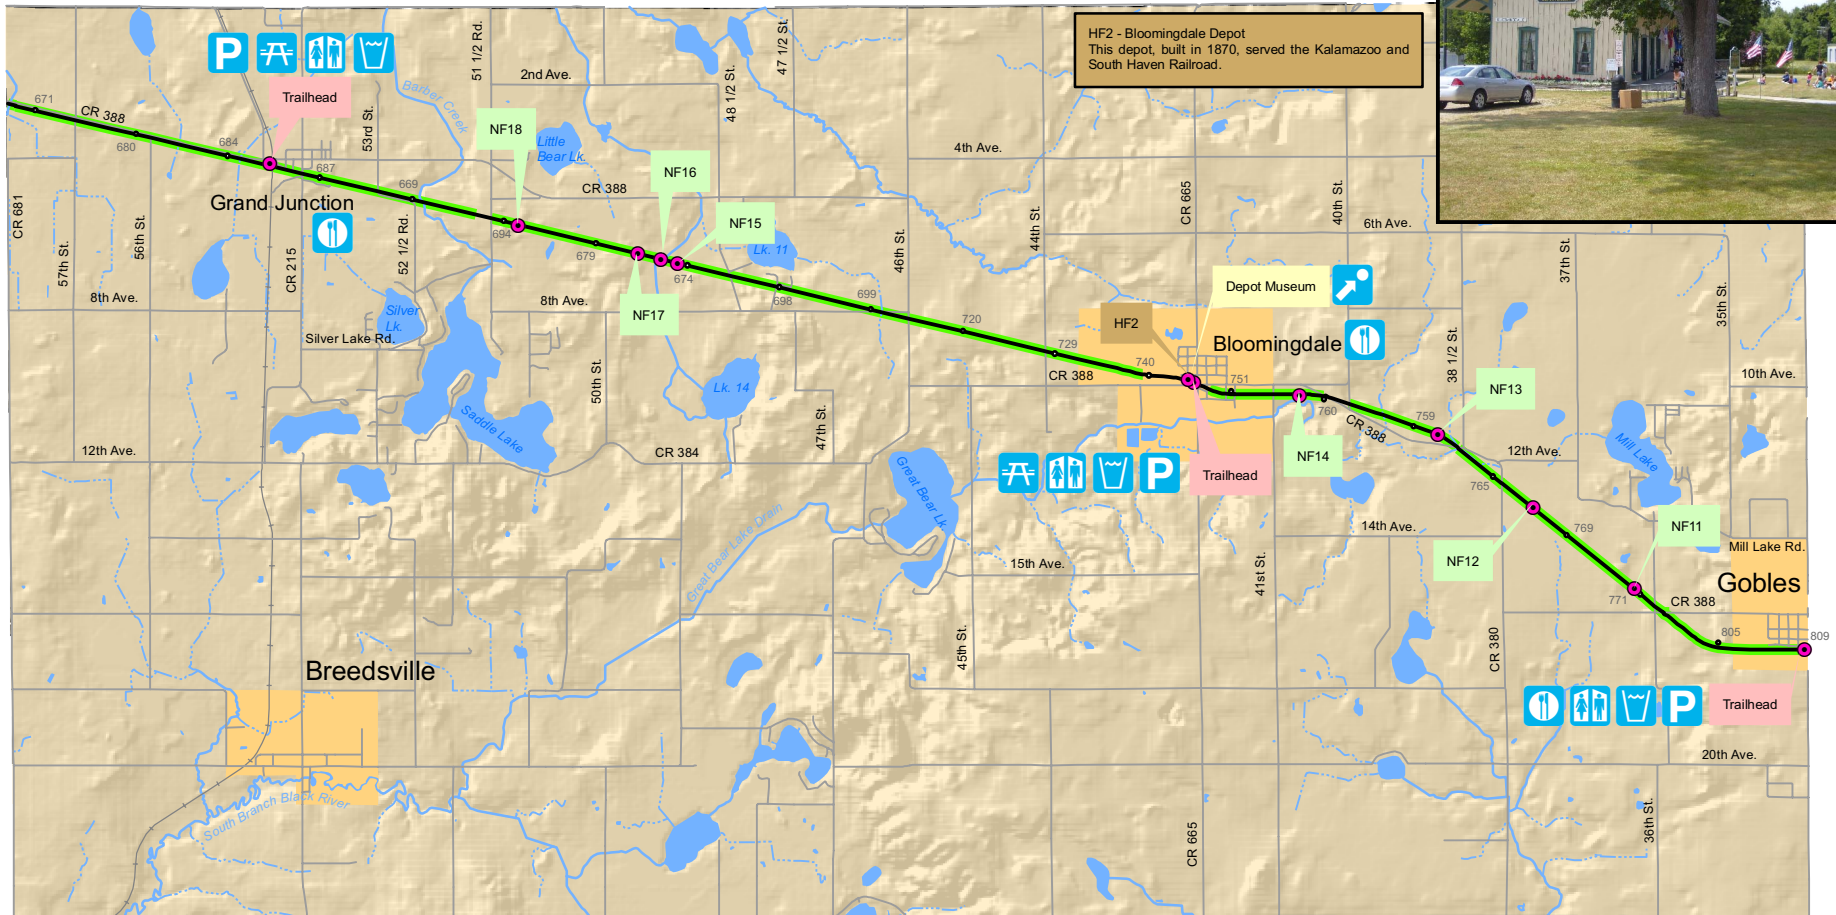 HF2 - Bloomingdale Depot
This depot, built in 1870, served the Kalamazoo and
South Haven Railroad.
P
Trailhead
671
CR 388
680
684
687
53rd St.
51 1/2 Rd.
2nd Ave.
47 1/2 St.
48 1/2 St.
Barber Creek
NF18
Little
Bear Lk.
4th Ave.
669
CR 388
NF16
NF15
Lk. 11
Grand Junction
CR 681
57th St.
56th St.
CR 215
52 1/2 Rd.
694
679
674
NF17
698
699
46th St.
44th St.
CR 665
40th St.
6th Ave.
37th St.
35th St.
8th Ave.
8th Ave.
Silver
Lk.
Silver Lake Rd.
720
729
740
Depot Museum
HF2
Bloomingdale
38 1/2 St.
CR 388
751
760
759
CR 388
NF13
10th Ave.
50th St.
Lk. 14
47th St.
Saddle Lake
12th Ave.
CR 384
Great Bear Lk.
P
Trailhead
NF14
12th Ave.
765
Mill Lake
14th Ave.
769
NF11
Mill Lake Rd.
NF12
Great Bear Lake Drain
15th Ave.
41st St.
Gobles
771
CR 388
805
809
45th St.
CR 380
Breedsville
P
Trailhead
20th Ave.
South Branch Black River
CR 665
36th St.